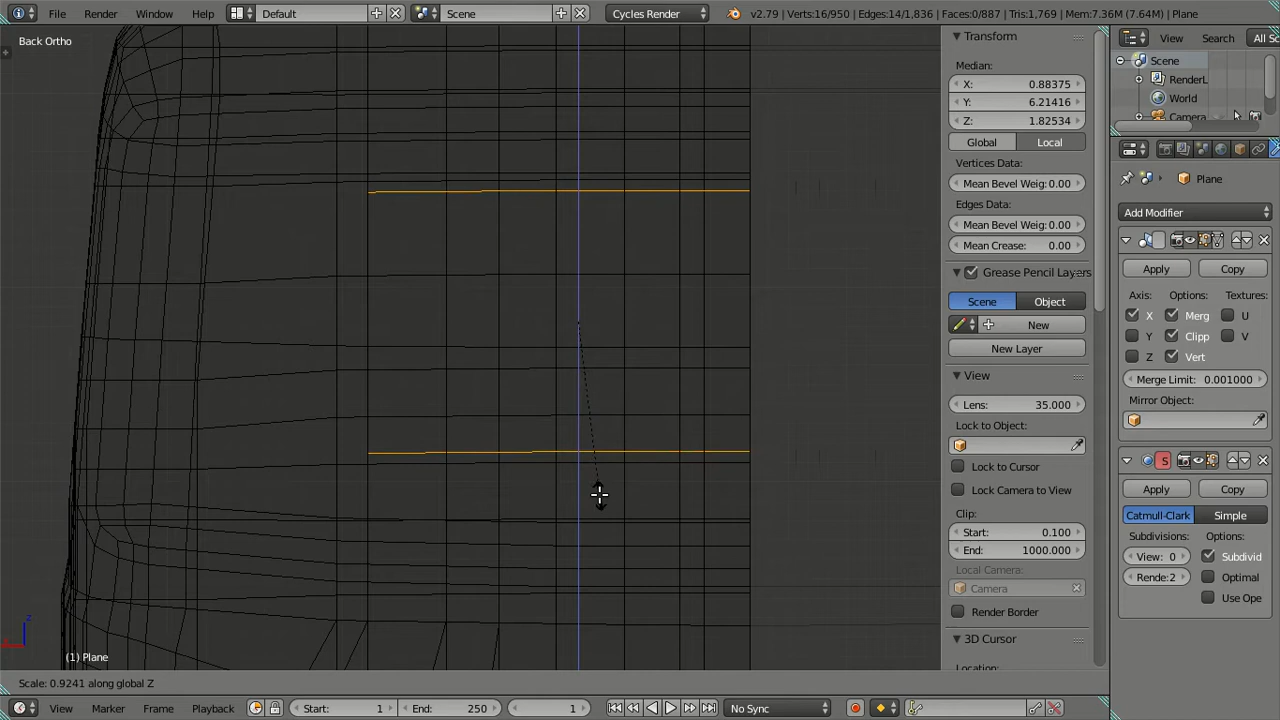 File Render Window Help Default Scene Cycles Render v2.79 | Verts:16/950 | Edges:14/1,836 | Faces:0/887 | Tris:1,769 | Mem:7.36M (7.64M) | Plane
Back Ortho
Transform
View Search All Sc
Scene
Median:
RenderL
X: 0.88375
World
Y: 6.21416
Camera
Z: 1.82534
Global Local
Vertices Data:
Mean Bevel Weig: 0.00
Plane
Edges Data:
Add Modifier
Mean Bevel Weig: 0.00
Mean Crease: 0.00
Grease Pencil Layers
Apply Copy
Scene Object
Axis: Options: Textures:
New
X Merg U
Y Clipp V
New Layer
Z Vert
View
Merge Limit: 0.001000
Lens: 35.000
Mirror Object:
Lock to Object:
Lock to Cursor
S
Lock Camera to View
Apply Copy
Clip:
Catmull-Clark Simple
Start: 0.100
Subdivisions: Options:
End: 1000.000
View: 0 Subdivid
Local Camera:
Rende:2 Optimal
Camera
Use Ope
Render Border
z
3D Cursor
(1) Plane
Location:
Scale: 0.9241 along global Z
View Marker Frame Playback Start: 1 End: 250 1 No Sync